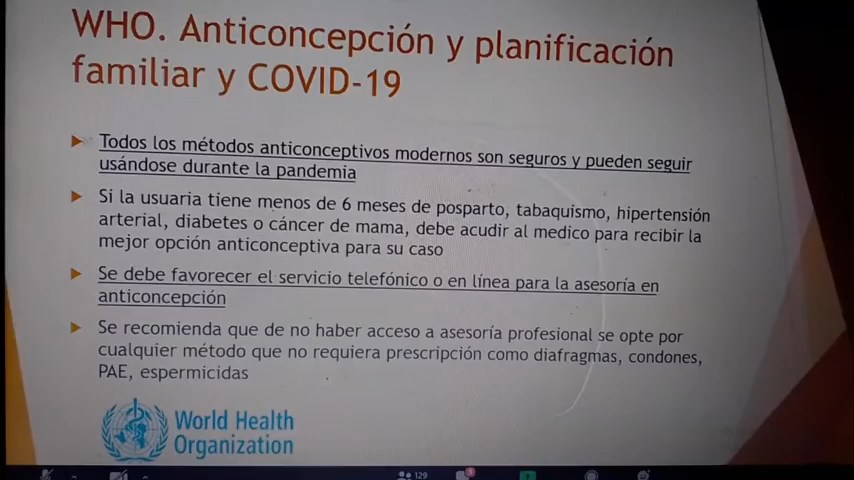 WHO. Anticoncepción y planificación
familiar y COVID-19
Todos los métodos anticonceptivos modernos son seguros y pueden seguir
usándose durante la pandemia
Si la usuaria tiene menos de 6 meses de posparto, tabaquismo, hipertensión
arterial, diabetes o cáncer de mama, debe acudir al medico para recibir la
mejor opción anticonceptiva para su caso
Se debe favorecer el servicio telefónico o en línea para la asesoría en
anticoncepción
Se recomienda que de no haber acceso a asesoría profesional se opte por
cualquier método que no requiera prescripción como diafragmas, condones,
PAE, espermicidas
World Health
Organization
129